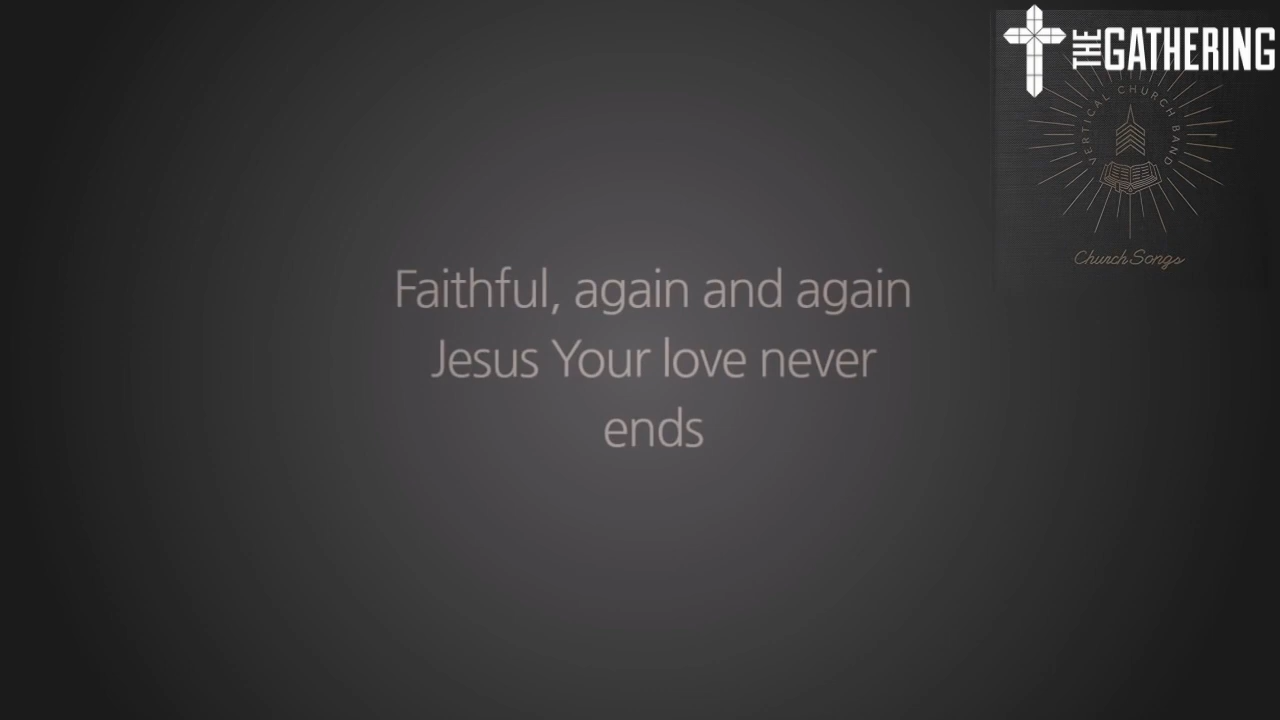 THE GATHERING
VERTICAL CHURCH BAND
Church Songs
Faithful, again and again
Jesus Your love never
ends